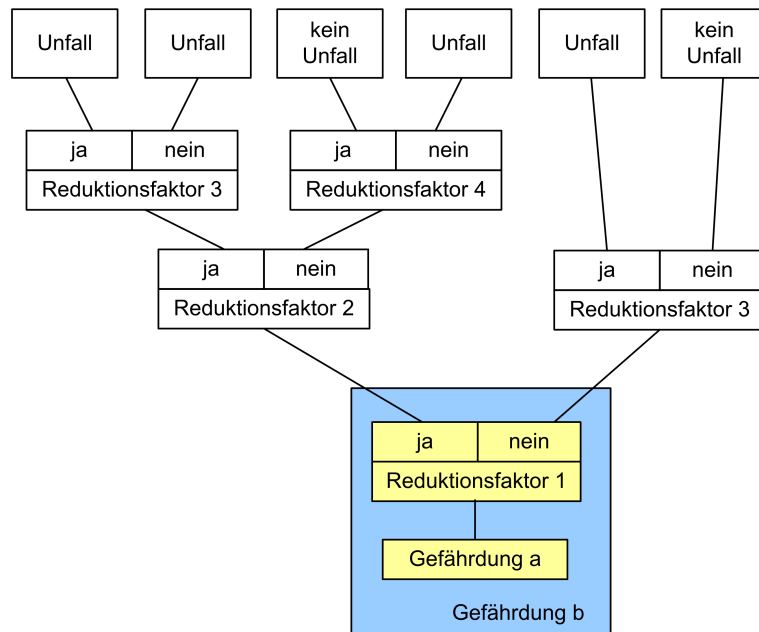 Unfall
Unfall
kein
Unfall
Unfall
Unfall
kein
Unfall
ja
nein
Reduktionsfaktor 3
ja
nein
Reduktionsfaktor 4
ja
nein
Reduktionsfaktor 2
ja
nein
Reduktionsfaktor 3
ja
nein
Reduktionsfaktor 1
Gefährdung a
Gefährdung b